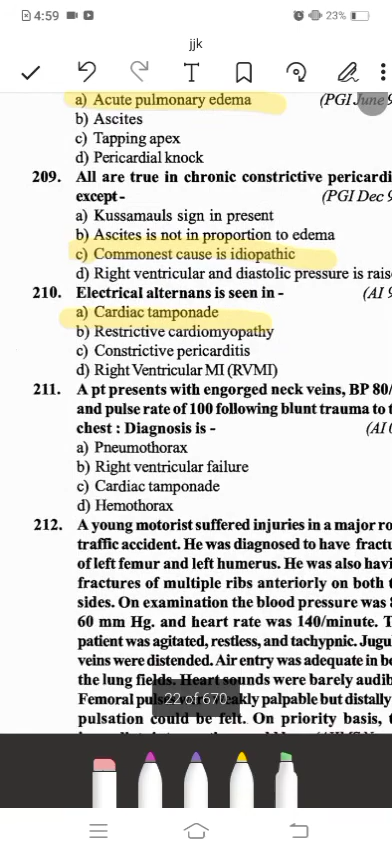 4:59
23%
jjk
T
a) Acute pulmonary edema (PGI June 9
b) Ascites
c) Tapping apex
d) Pericardial knock
209. All are true in chronic constrictive pericardi
except - (PGI Dec 9
a) Kussamauls sign in present
b) Ascites is not in proportion to edema
c) Commonest cause is idiopathic
d) Right ventricular and diastolic pressure is rais
210. Electrical alternans is seen in - (AI 9
a) Cardiac tamponade
b) Restrictive cardiomyopathy
c) Constrictive pericarditis
d) Right Ventricular MI (RVMI)
211. A pt presents with engorged neck veins, BP 80/
and pulse rate of 100 following blunt trauma to t
chest : Diagnosis is - (AI 0
a) Pneumothorax
b) Right ventricular failure
c) Cardiac tamponade
d) Hemothorax
212. A young motorist suffered injuries in a major ro
traffic accident. He was diagnosed to have fractu
of left femur and left humerus. He was also havi
fractures of multiple ribs anteriorly on both t
sides. On examination the blood pressure was 8
60 mm Hg. and heart rate was 140/minute. T
patient was agitated, restless, and tachypnic. Jugu
veins were distended. Air entry was adequate in bo
the lung fields. Heart sounds were barely audib
Femoral puls 22 of 670 eakly palpable but distally
pulsation could be felt. On priority basis, t